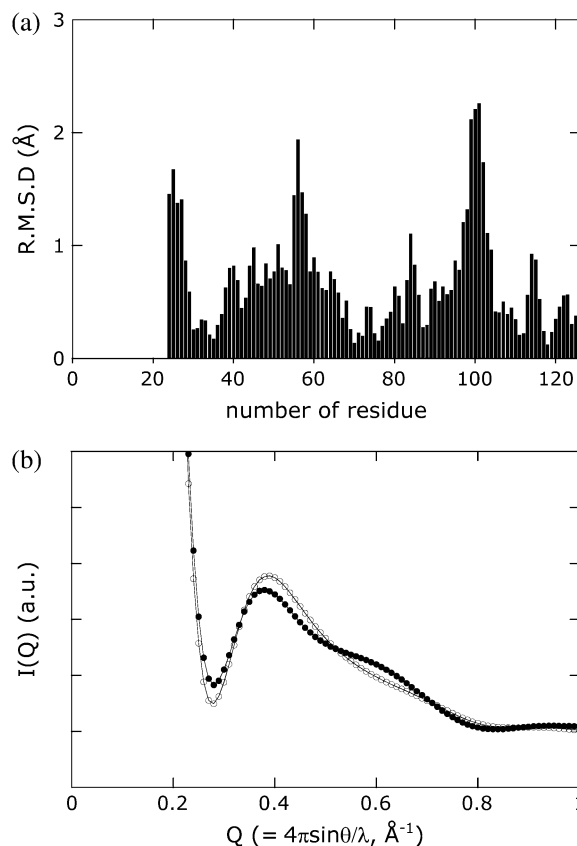 (a)
3
2
1
0
R.M.S.D (Å)
0 20 40 60 80 100 120
number of residue
(b)
I(Q) (a.u.)
0 0.2 0.4 0.6 0.8 1
Q (= 4πsinθ/λ, Å⁻¹)